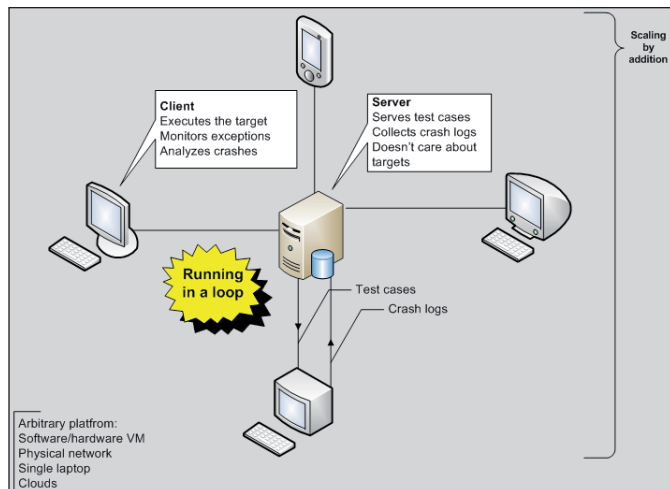 Scaling
by
addition
Client
Executes the target
Monitors exceptions
Analyzes crashes
Server
Serves test cases
Collects crash logs
Doesn't care about
targets
Running
in a loop
Test cases
Crash logs
Arbitrary platfrom:
Software/hardware VM
Physical network
Single laptop
Clouds